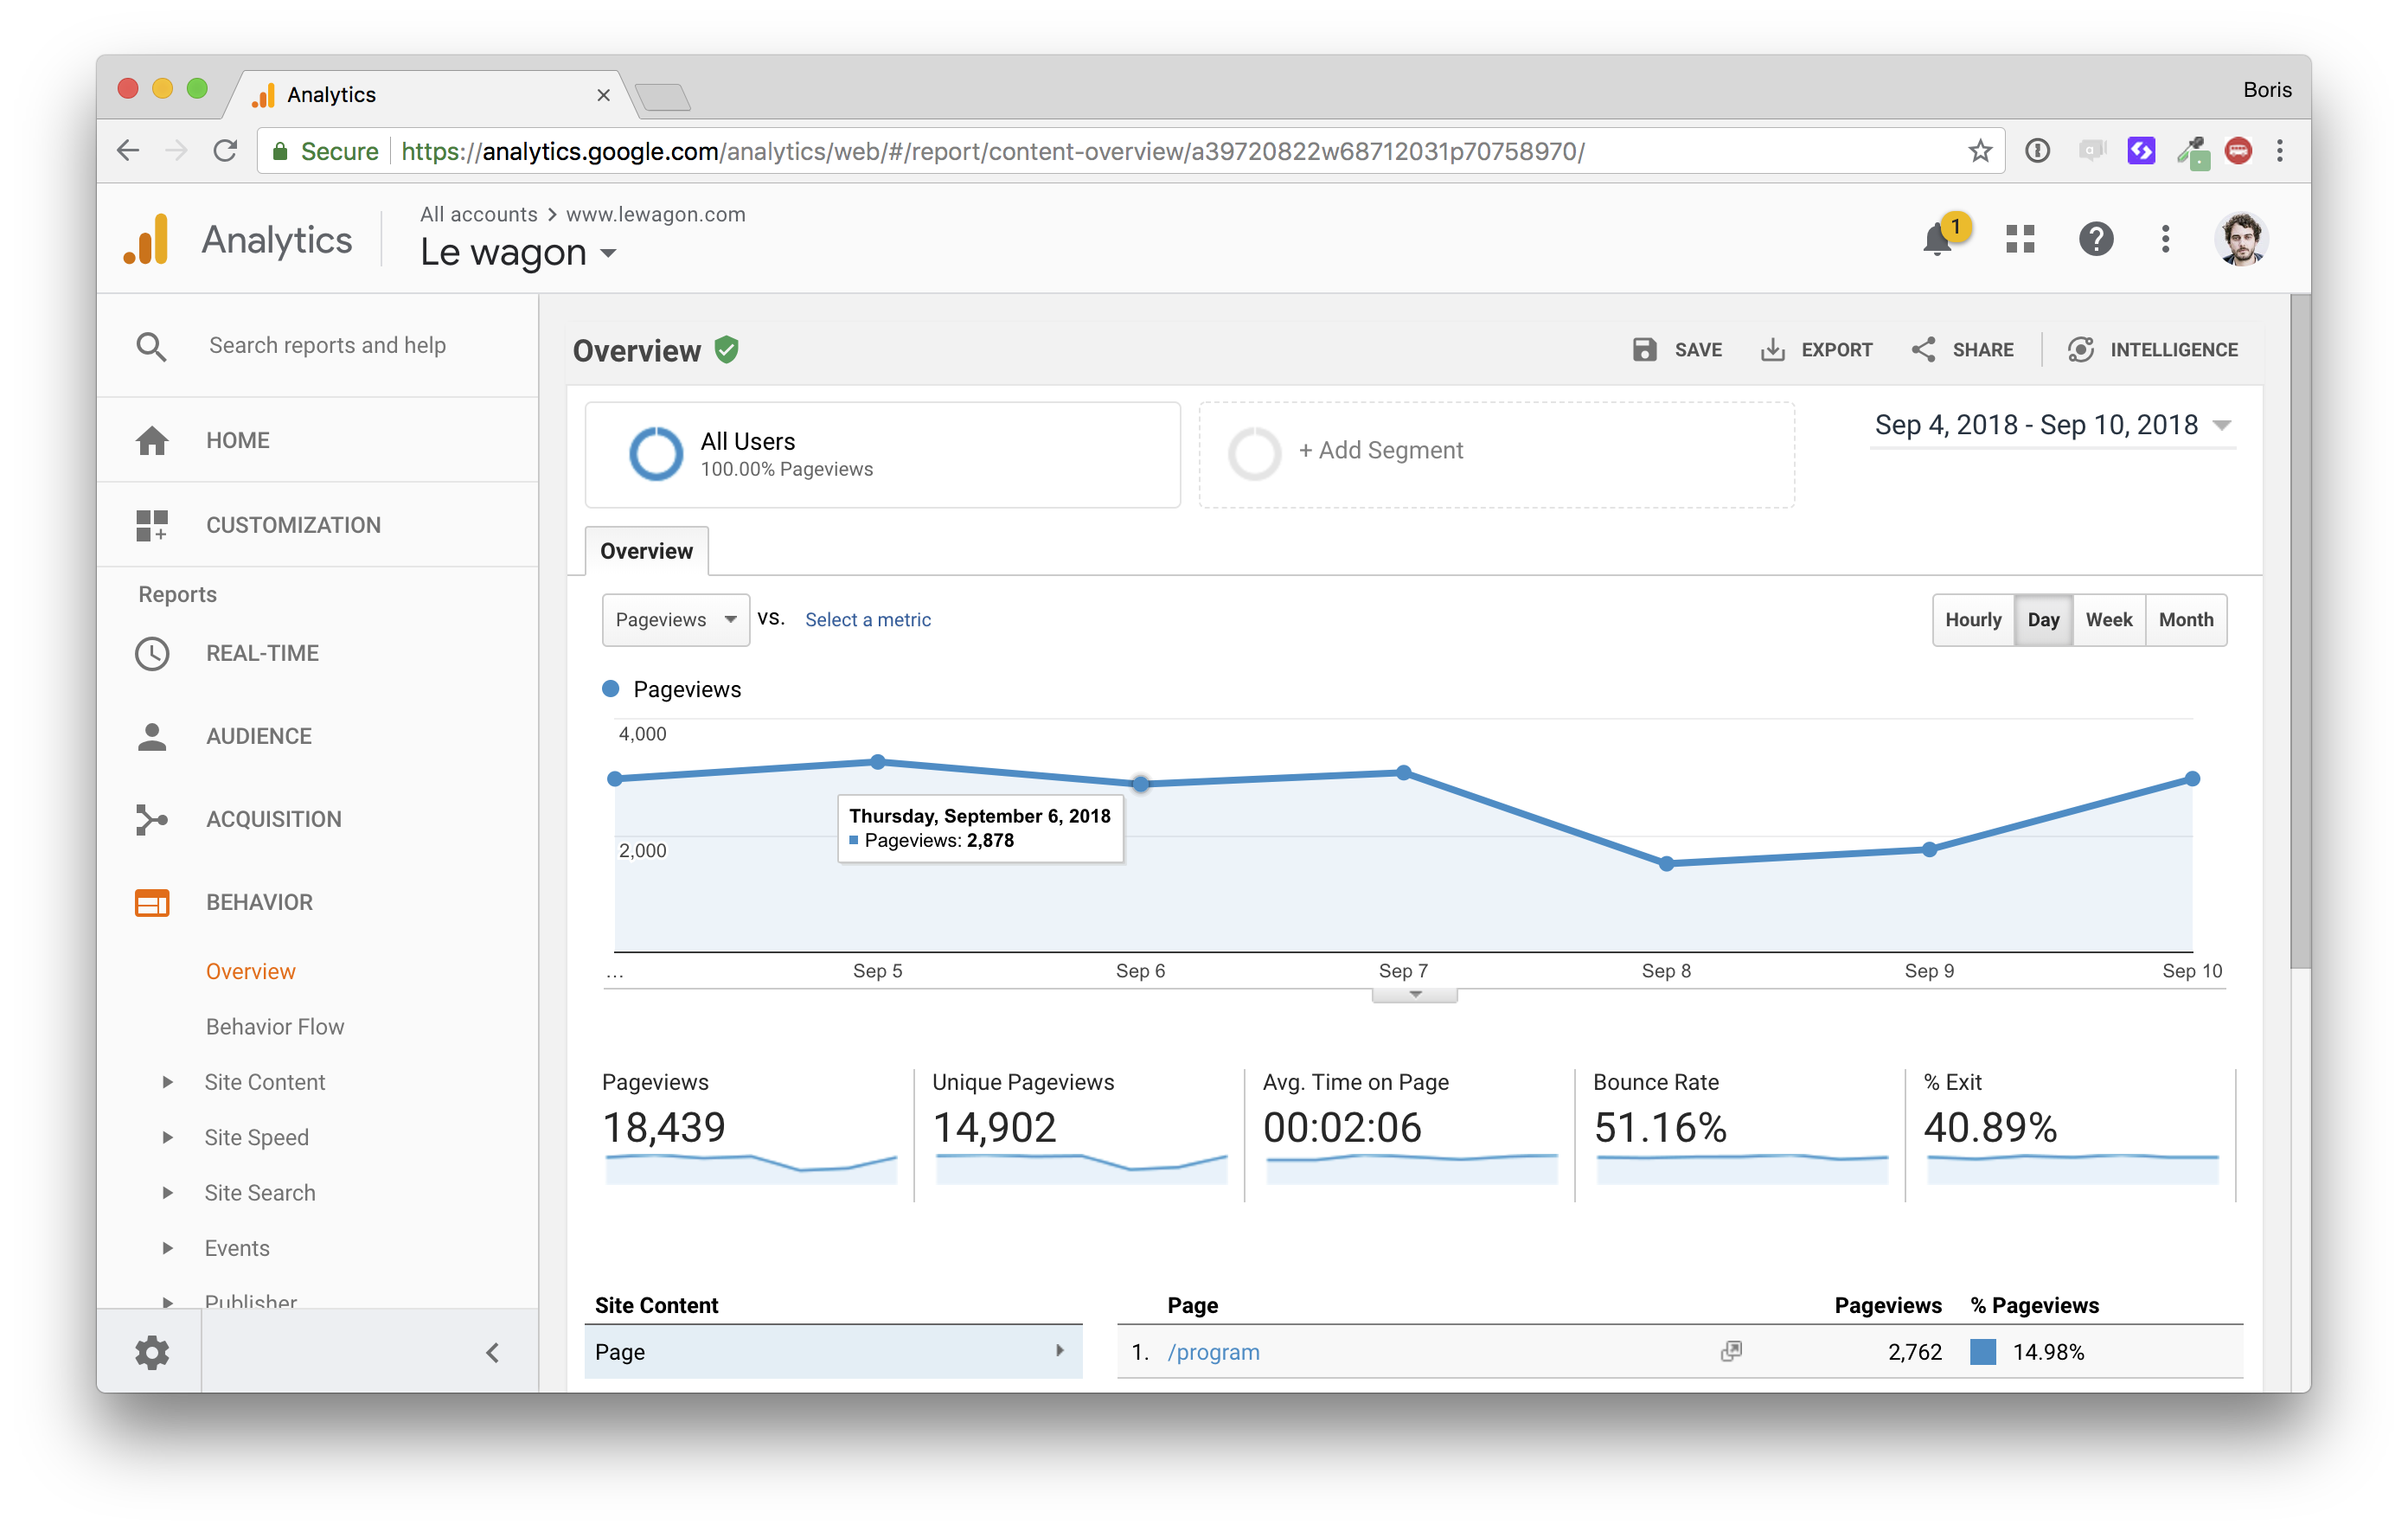 Analytics
Boris
Secure https://analytics.google.com/analytics/web/#/report/content-overview/a39720822w68712031p70758970/
Analytics
All accounts > www.lewagon.com
Le wagon
1
Search reports and help
HOME
CUSTOMIZATION
Reports
REAL-TIME
AUDIENCE
ACQUISITION
BEHAVIOR
Overview
Behavior Flow
Site Content
Site Speed
Site Search
Events
Publisher
Overview
SAVE
EXPORT
SHARE
INTELLIGENCE
All Users
100.00% Pageviews
+ Add Segment
Sep 4, 2018 - Sep 10, 2018
Overview
Pageviews VS. Select a metric
Hourly Day Week Month
Pageviews
4,000
2,000
Thursday, September 6, 2018
Pageviews: 2,878
... Sep 5 Sep 6 Sep 7 Sep 8 Sep 9 Sep 10
Pageviews
18,439
Unique Pageviews
14,902
Avg. Time on Page
00:02:06
Bounce Rate
51.16%
% Exit
40.89%
Site Content
Page
Page Pageviews % Pageviews
1. /program 2,762 14.98%